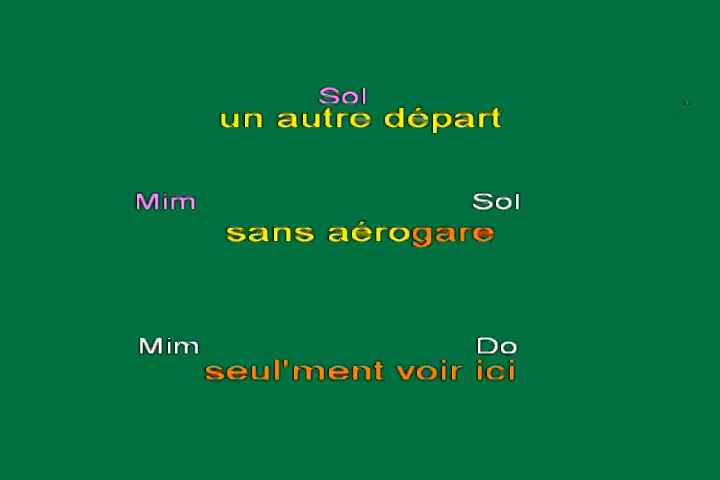 Sol
un autre départ
Mim Sol
sans aérogare
Mim Do
seul'ment voir ici